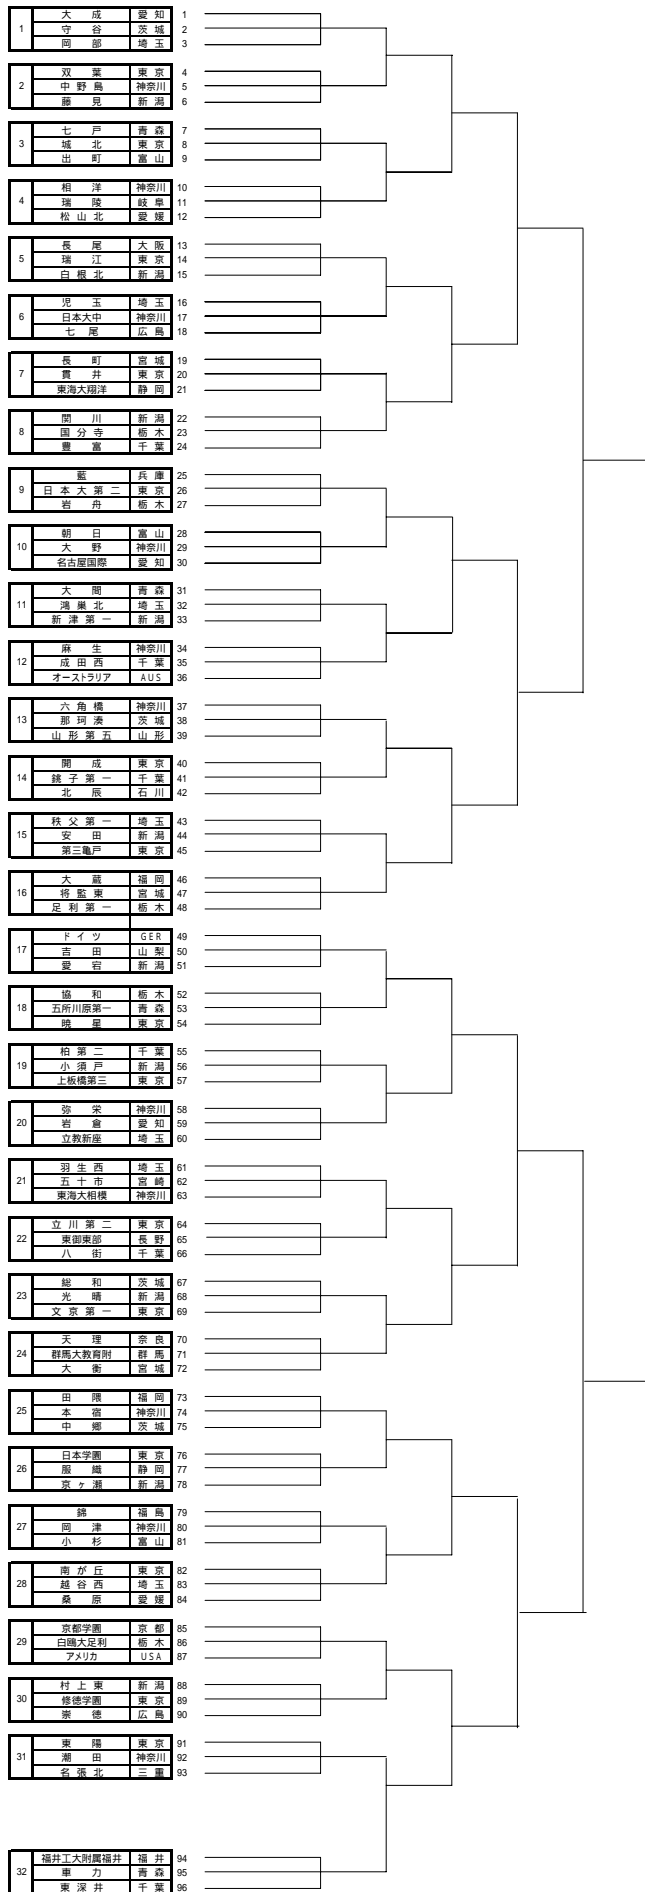 1
大成 愛知 1
守谷 茨城 2
岡部 埼玉 3
2
双葉 東京 4
中野島 神奈川 5
藤見 新潟 6
3
七戸 青森 7
城北 東京 8
出町 富山 9
4
相洋 神奈川 10
瑞陵 岐阜 11
松山北 愛媛 12
5
長尾 大阪 13
瑞江 東京 14
白根北 新潟 15
6
児玉 埼玉 16
日本大中 神奈川 17
七尾 広島 18
7
長町 宮城 19
貫井 東京 20
東海大翔洋 静岡 21
8
関川 新潟 22
国分寺 栃木 23
豊富 千葉 24
9
藍 兵庫 25
日本大第二 東京 26
岩舟 栃木 27
10
朝日 富山 28
大野 神奈川 29
名古屋国際 愛知 30
11
大間 青森 31
鴻巣北 埼玉 32
新津第一 新潟 33
12
麻生 神奈川 34
成田西 千葉 35
オーストラリア AUS 36
13
六角橋 神奈川 37
那珂湊 茨城 38
山形第五 山形 39
14
開成 東京 40
銚子第一 千葉 41
北辰 石川 42
15
秩父第一 埼玉 43
安田 新潟 44
第三亀戸 東京 45
16
大蔵 福岡 46
将監東 宮城 47
足利第一 栃木 48
17
ドイツ GER 49
吉田 山梨 50
愛宕 新潟 51
18
協和 栃木 52
五所川原第一 青森 53
暁星 東京 54
19
柏第二 千葉 55
小須戸 新潟 56
上板橋第三 東京 57
20
弥栄 神奈川 58
岩倉 愛知 59
立教新座 埼玉 60
21
羽生西 埼玉 61
五十市 宮崎 62
東海大相模 神奈川 63
22
立川第二 東京 64
東御東部 長野 65
八街 千葉 66
23
総和 茨城 67
光晴 新潟 68
文京第一 東京 69
24
天理 奈良 70
群馬大教育附 群馬 71
大衡 宮城 72
25
田隈 福岡 73
本宿 神奈川 74
中郷 茨城 75
26
日本学園 東京 76
服織 静岡 77
京ヶ瀬 新潟 78
27
錦 福島 79
岡津 神奈川 80
小杉 富山 81
28
南が丘 東京 82
越谷西 埼玉 83
桑原 愛媛 84
29
京都学園 京都 85
白鴎大足利 栃木 86
アメリカ USA 87
30
村上東 新潟 88
修徳学園 東京 89
崇徳 広島 90
31
東陽 東京 91
潮田 神奈川 92
名張北 三重 93
32
福井工大附属福井 福井 94
車力 青森 95
東深井 千葉 96